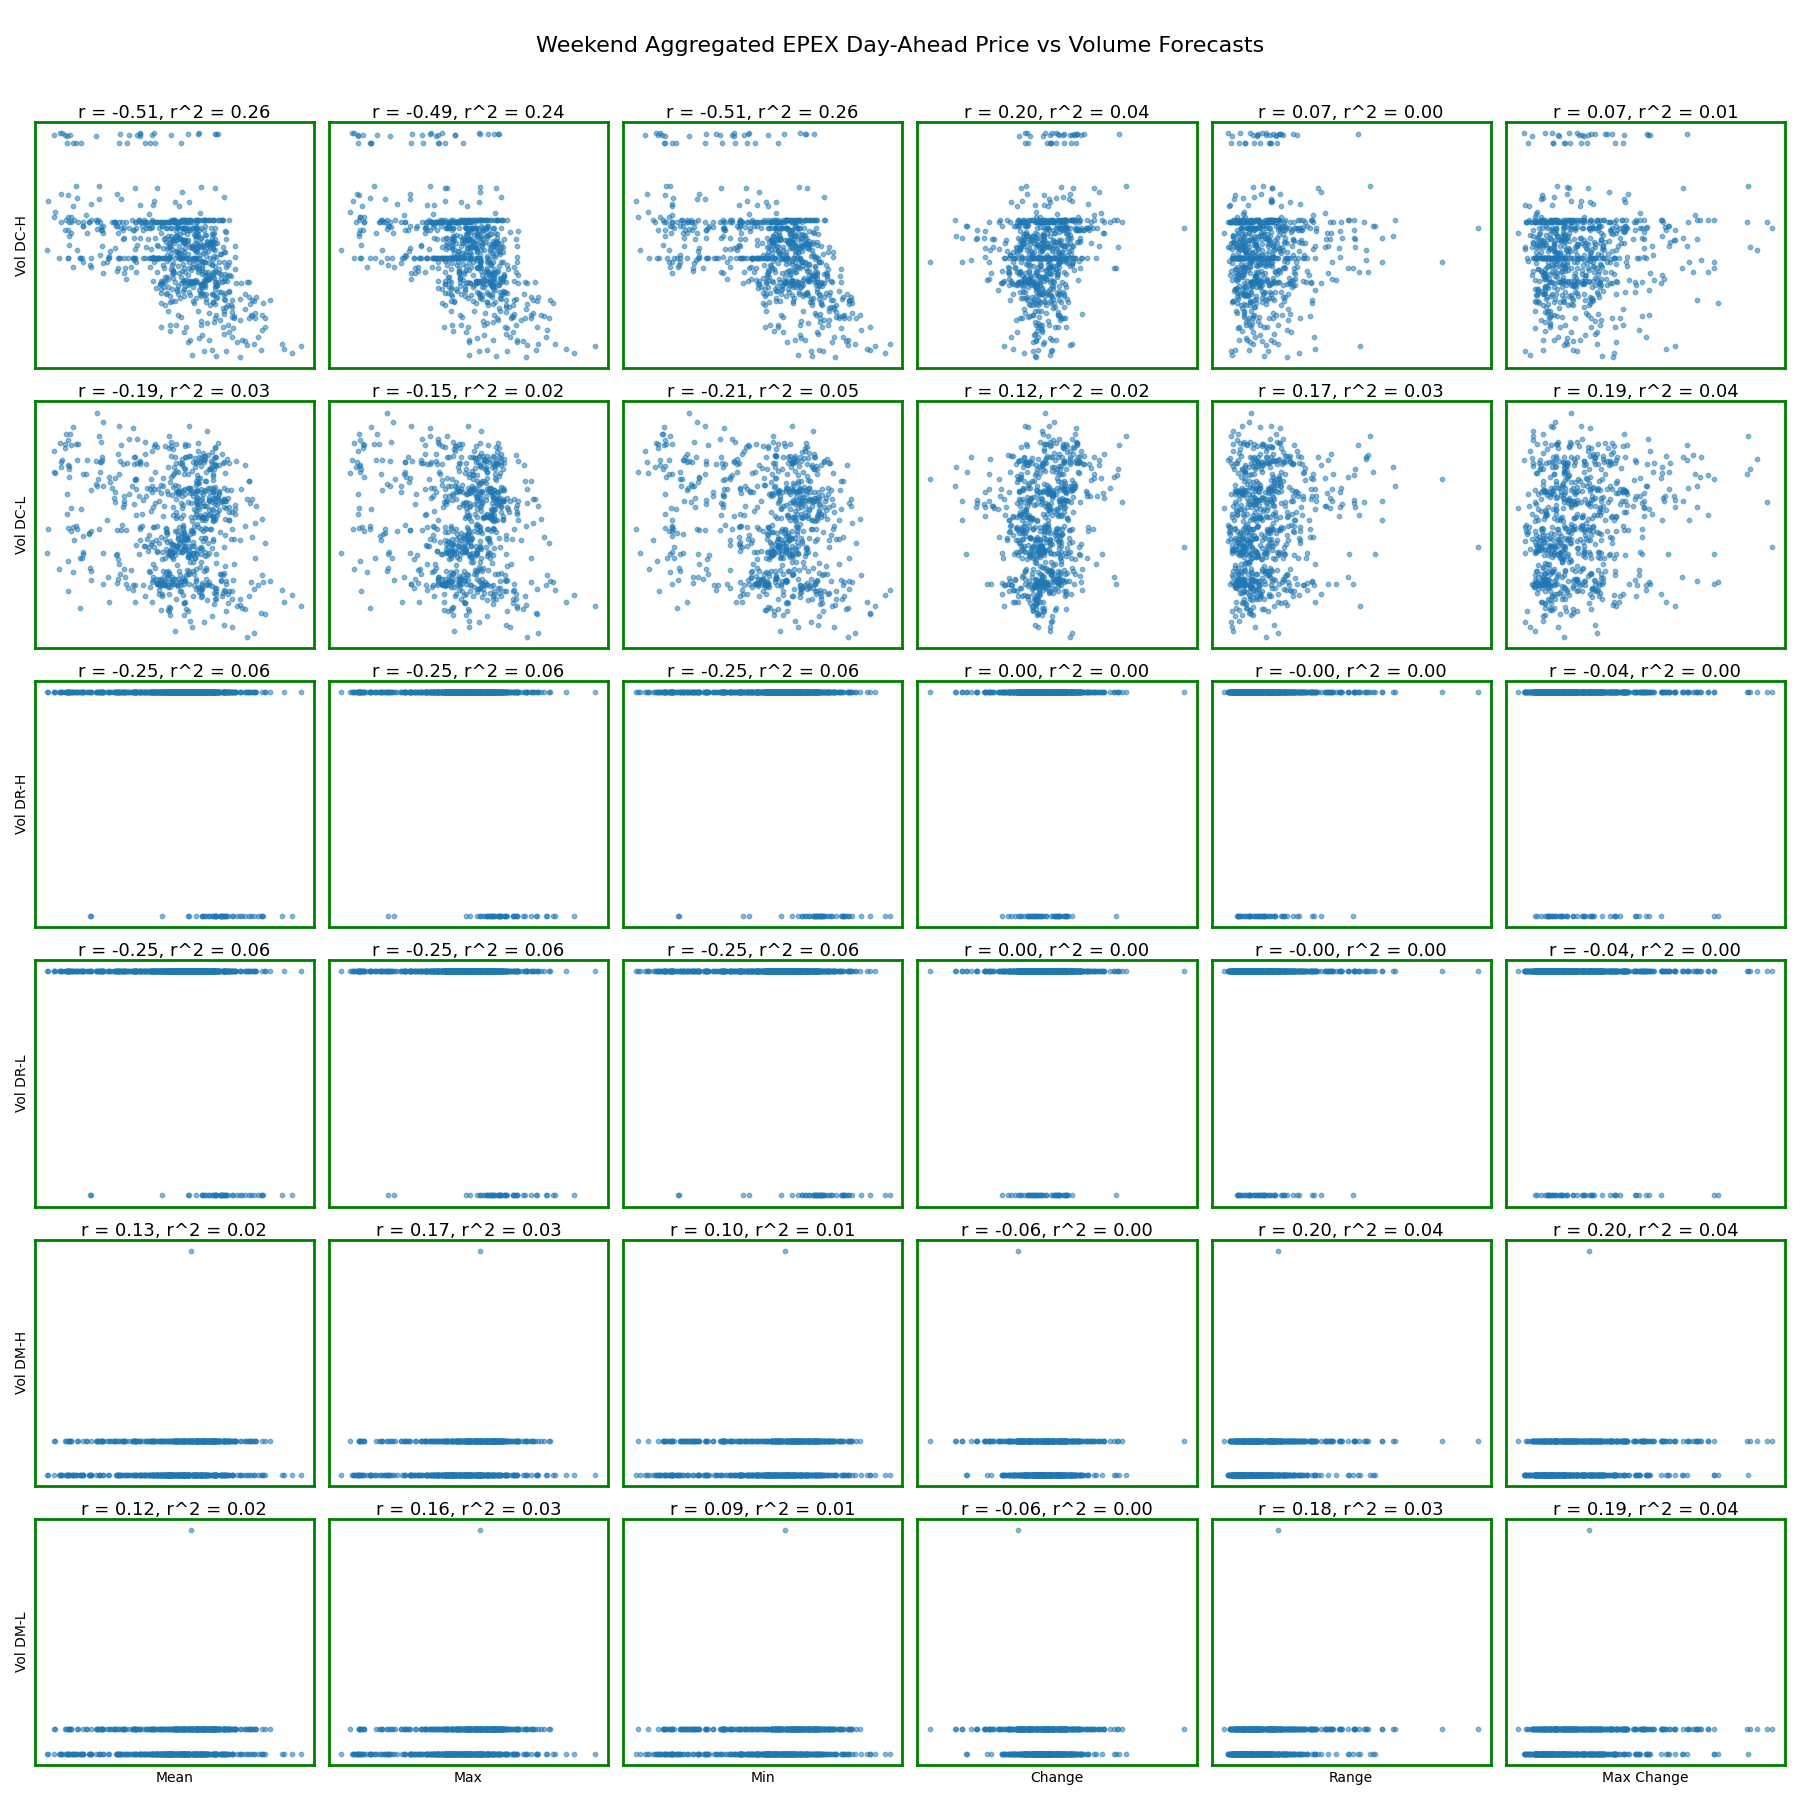 Weekend Aggregated EPEX Day-Ahead Price vs Volume Forecasts
r = -0.51, r^2 = 0.26
r = -0.49, r^2 = 0.24
r = -0.51, r^2 = 0.26
r = 0.20, r^2 = 0.04
r = 0.07, r^2 = 0.00
r = 0.07, r^2 = 0.01
Vol DC-H
r = -0.19, r^2 = 0.03
r = -0.15, r^2 = 0.02
r = -0.21, r^2 = 0.05
r = 0.12, r^2 = 0.02
r = 0.17, r^2 = 0.03
r = 0.19, r^2 = 0.04
Vol DC-L
r = -0.25, r^2 = 0.06
r = -0.25, r^2 = 0.06
r = -0.25, r^2 = 0.06
r = 0.00, r^2 = 0.00
r = -0.00, r^2 = 0.00
r = -0.04, r^2 = 0.00
Vol DR-H
r = -0.25, r^2 = 0.06
r = -0.25, r^2 = 0.06
r = -0.25, r^2 = 0.06
r = 0.00, r^2 = 0.00
r = -0.00, r^2 = 0.00
r = -0.04, r^2 = 0.00
Vol DR-L
r = 0.13, r^2 = 0.02
r = 0.17, r^2 = 0.03
r = 0.10, r^2 = 0.01
r = -0.06, r^2 = 0.00
r = 0.20, r^2 = 0.04
r = 0.20, r^2 = 0.04
Vol DM-H
r = 0.12, r^2 = 0.02
r = 0.16, r^2 = 0.03
r = 0.09, r^2 = 0.01
r = -0.06, r^2 = 0.00
r = 0.18, r^2 = 0.03
r = 0.19, r^2 = 0.04
Vol DM-L
Mean
Max
Min
Change
Range
Max Change